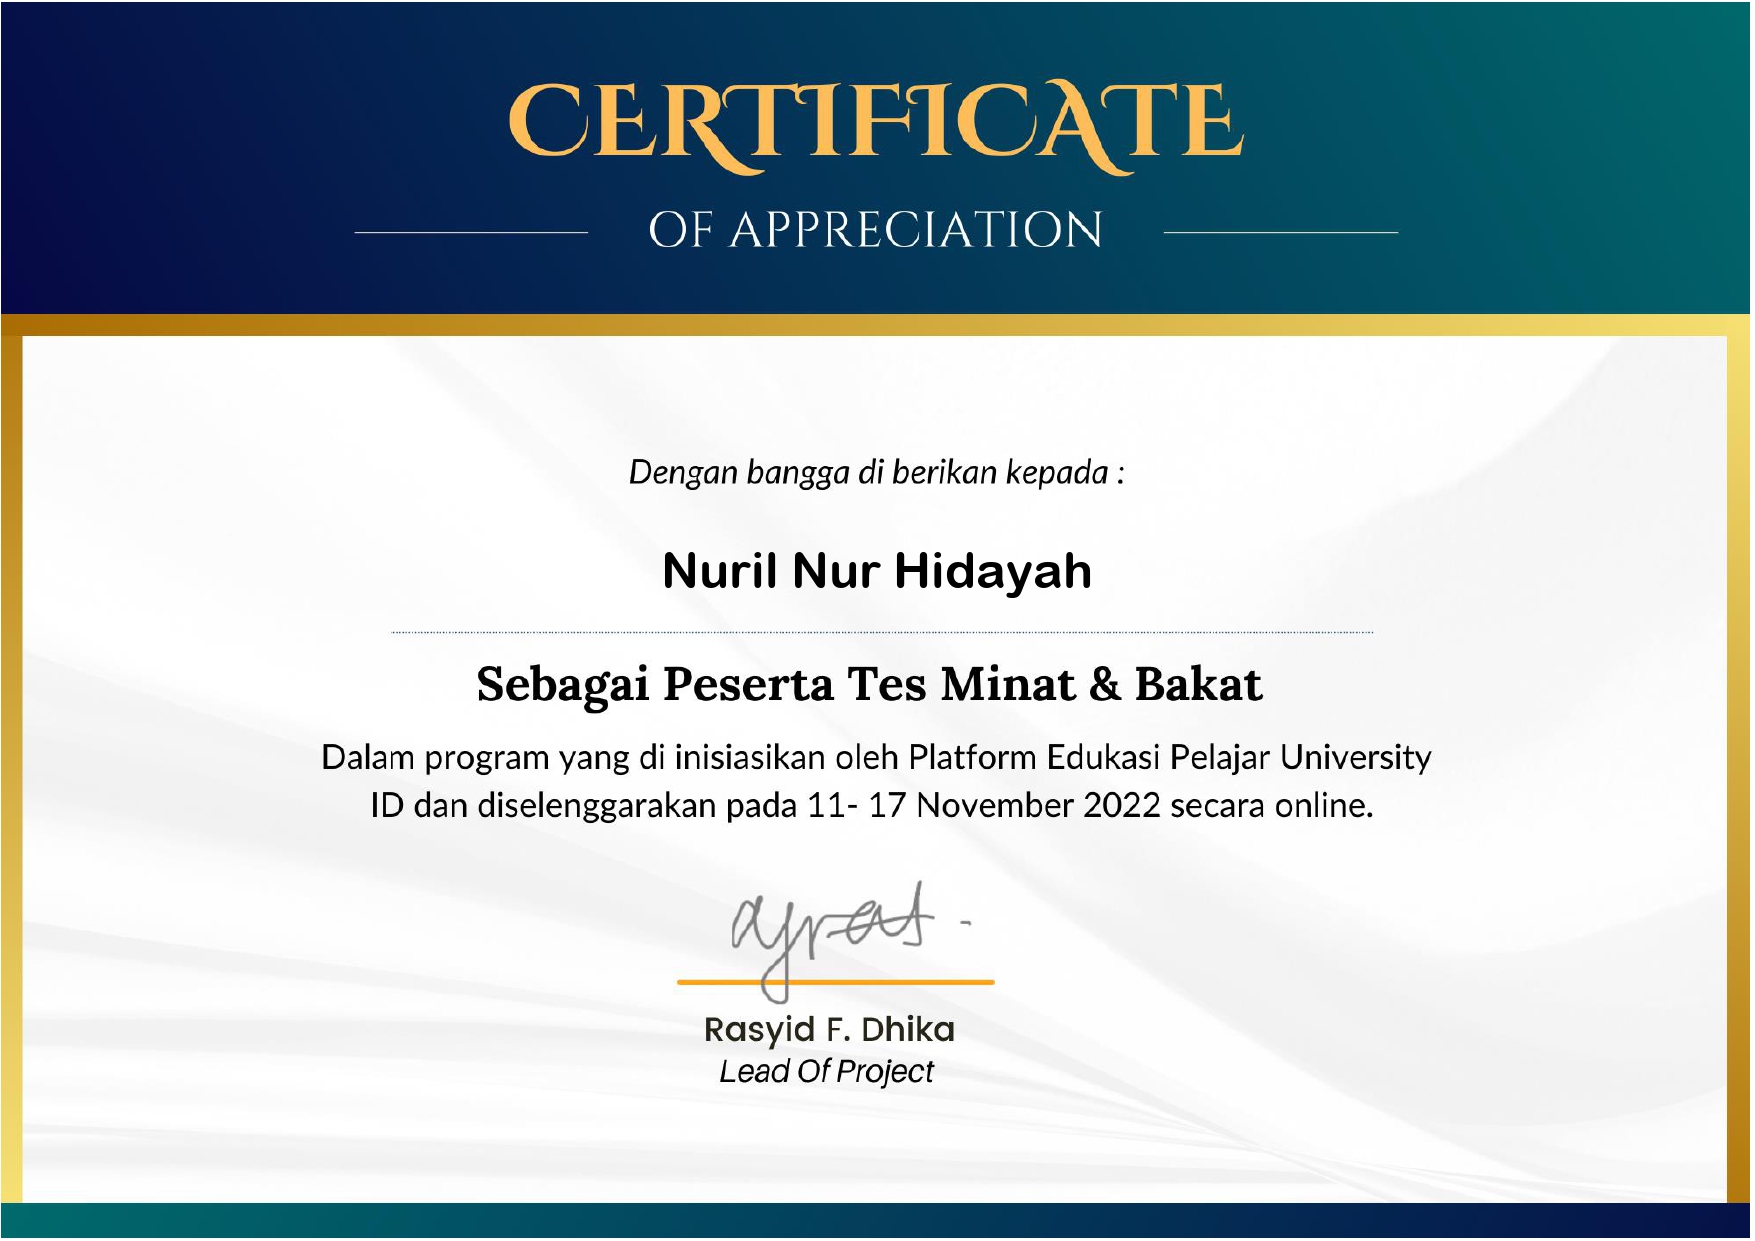 CERTIFICATE
OF APPRECIATION
Dengan bangga di berikan kepada :
Nuril Nur Hidayah
Sebagai Peserta Tes Minat & Bakat
Dalam program yang di inisiasikan oleh Platform Edukasi Pelajar University
ID dan diselenggarakan pada 11- 17 November 2022 secara online.
Rasyid F. Dhika
Lead Of Project